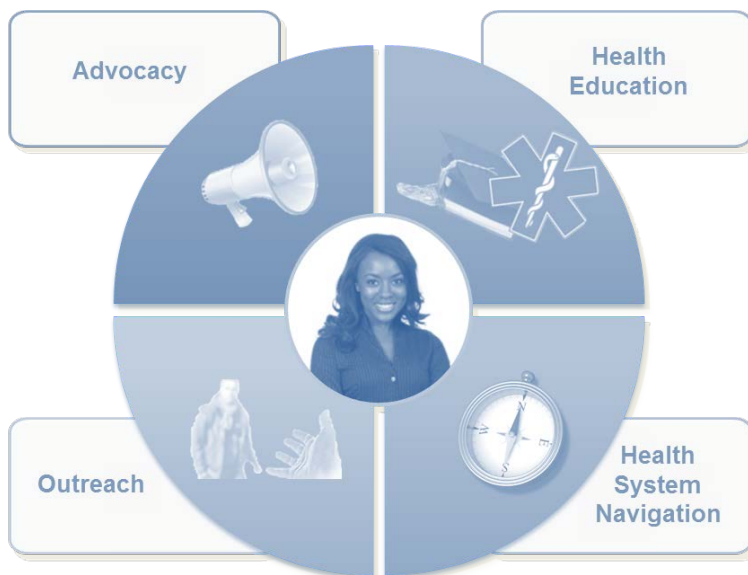 Advocacy
Health
Education
Outreach
Health
System
Navigation
N
E
S
W